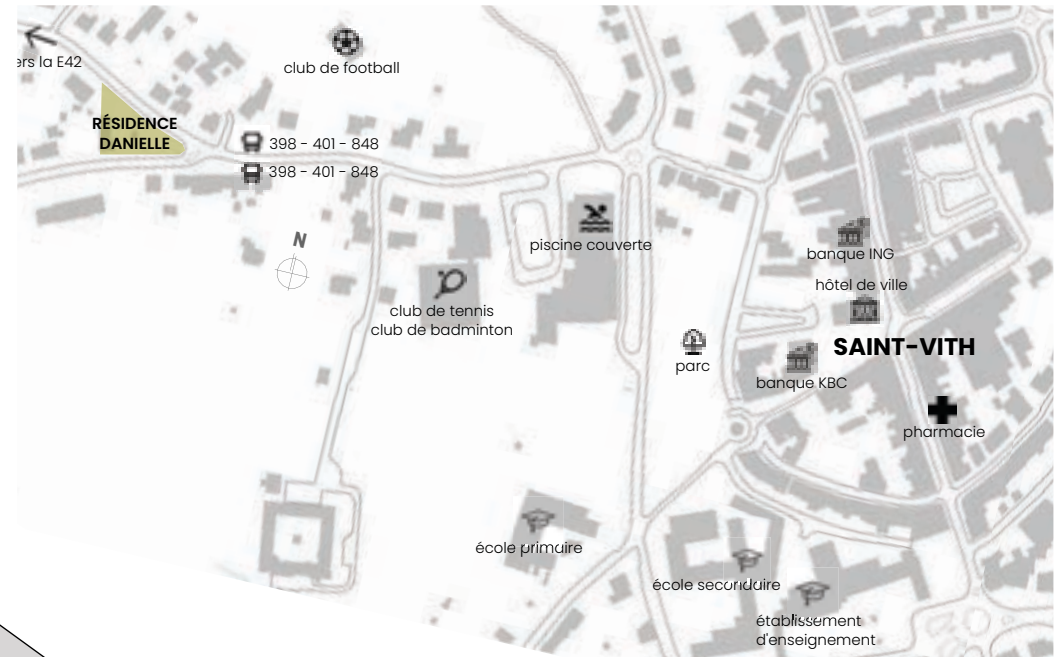 ers la E42
club de football
RÉSIDENCE
DANIELLE
398 - 401 - 848
398 - 401 - 848
N
piscine couverte
banque ING
hôtel de ville
club de tennis
club de badminton
SAINT-VITH
parc
banque KBC
pharmacie
école primaire
école secondaire
établissement
d'enseignement